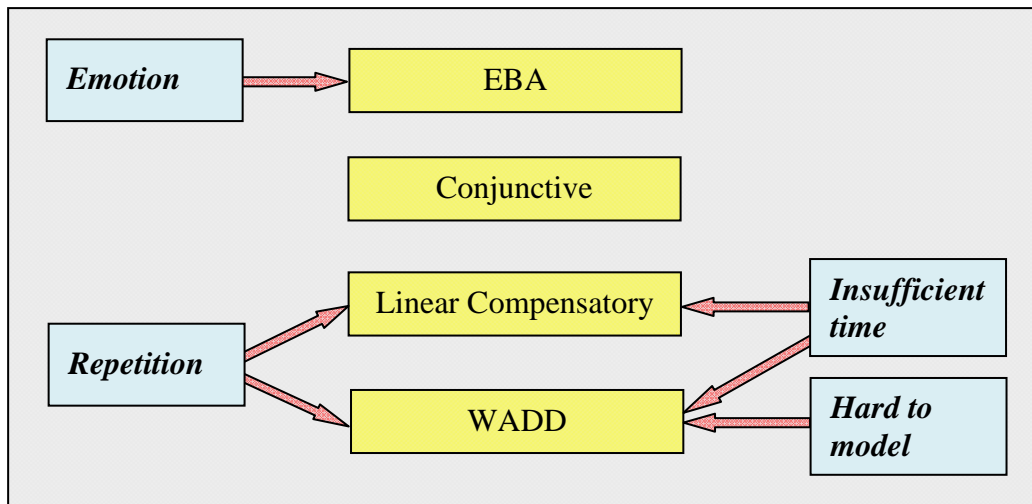 Emotion
EBA
Conjunctive
Linear Compensatory
Insufficient
time
Repetition
WADD
Hard to
model